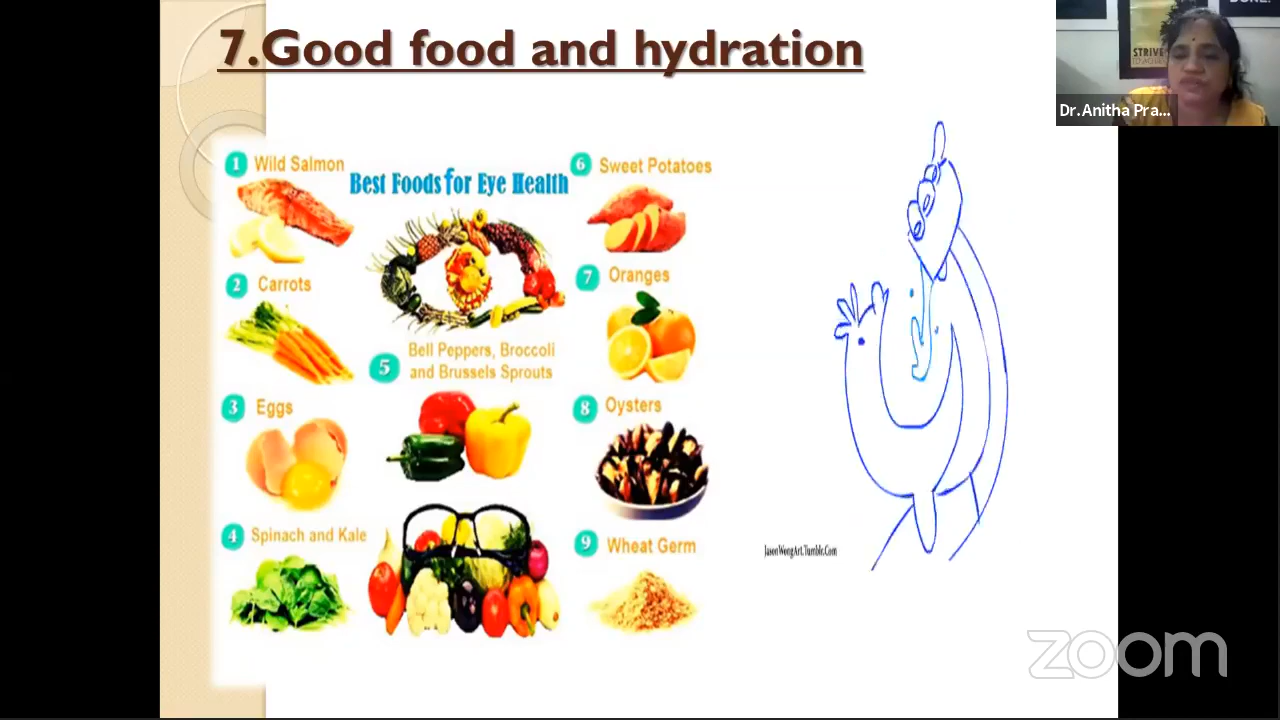 7.Good food and hydration
STRIVE
Dr.Anitha Pra...
1 Wild Salmon
Best Foods for Eye Health
6 Sweet Potatoes
2 Carrots
7 Oranges
5 Bell Peppers, Broccoli
and Brussels Sprouts
3 Eggs
8 Oysters
4 Spinach and Kale
9 Wheat Germ
JasonWongArt.Tumblr.Com
zoom